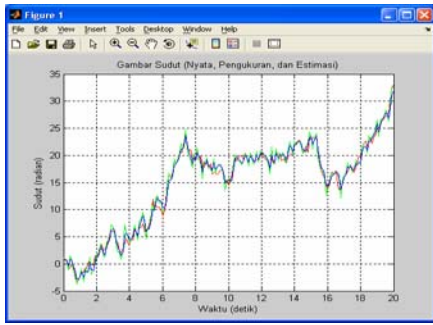 Figure 1
File Edit View Insert Tools Desktop Window Help
Gambar Sudut (Nyata, Pengukuran, dan Estimasi)
Sudut (radian)
35
30
25
20
15
10
5
0
-5
0 2 4 6 8 10 12 14 16 18 20
Waktu (detik)